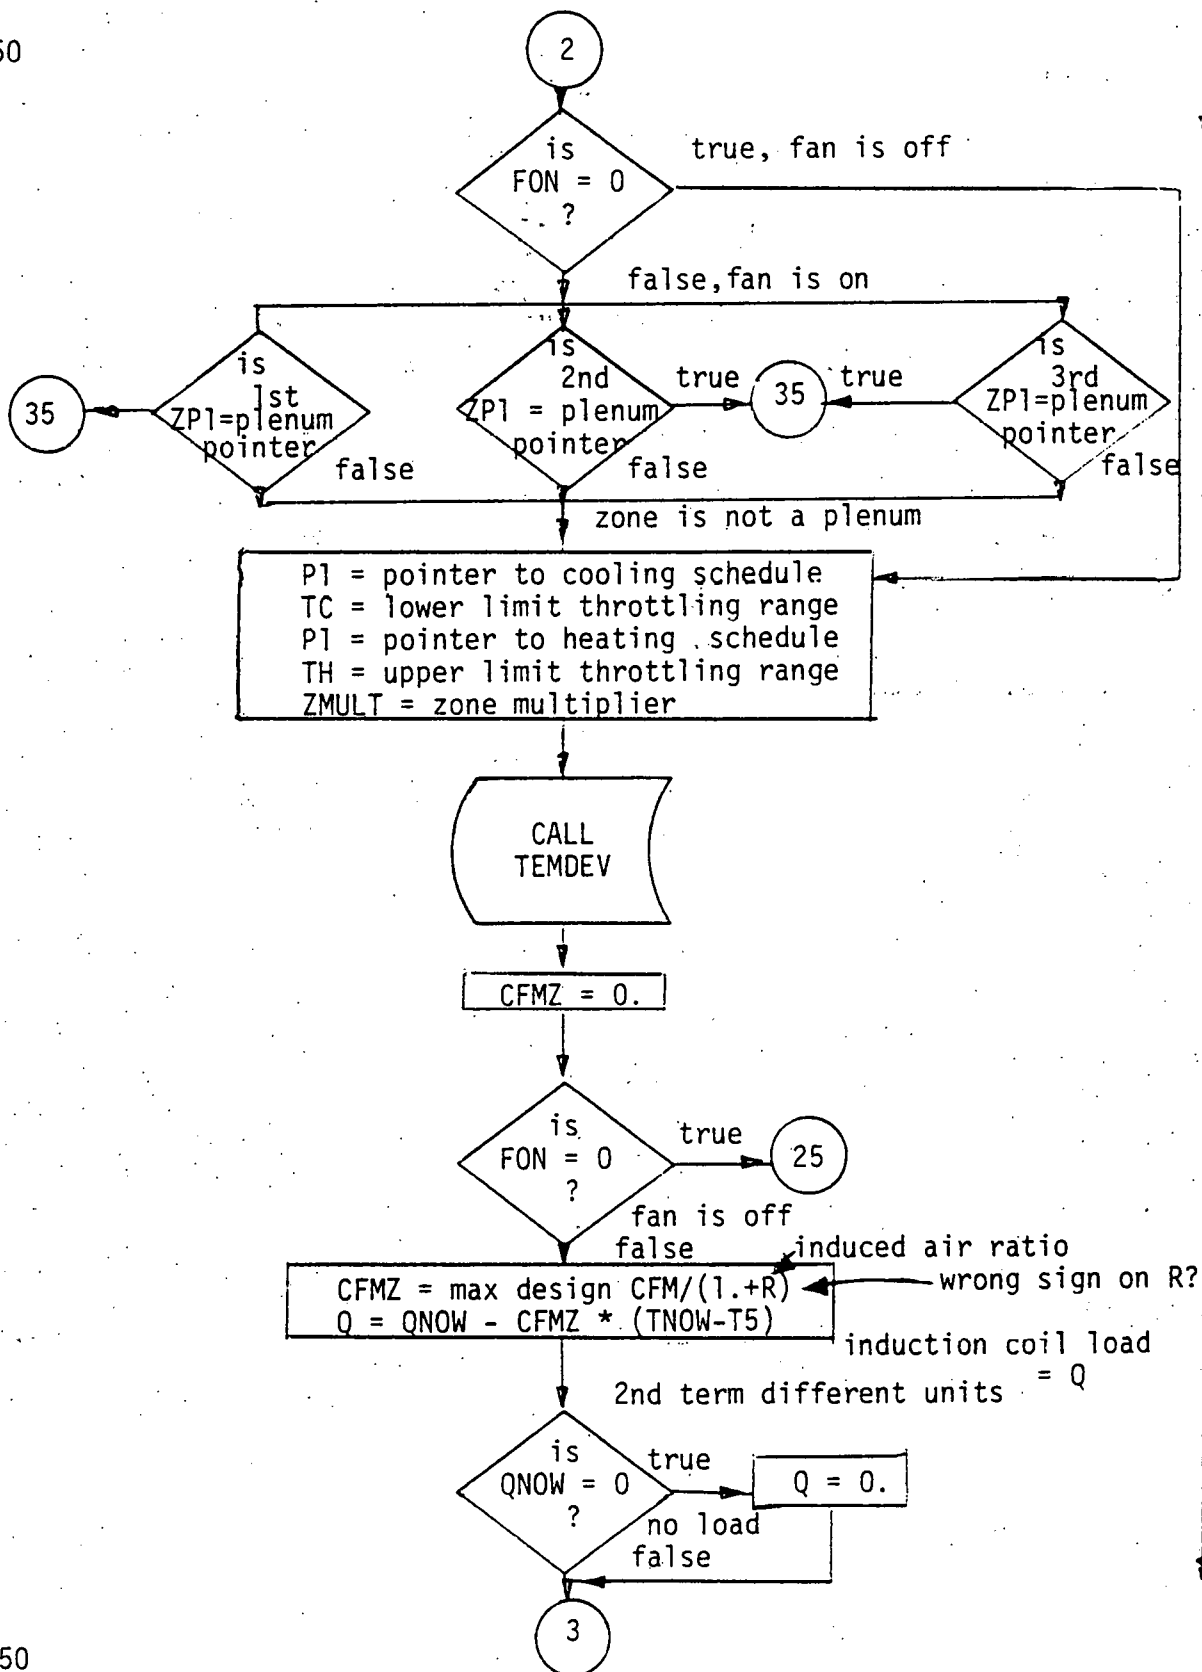 50
2
is
FON = 0
?
true, fan is off
false, fan is on
is
1st
ZP1=plenum
pointer
35
false
is
2nd
ZP1 = plenum
pointer
true
35
false
is
3rd
ZP1=plenum
pointer
true
false
zone is not a plenum
P1 = pointer to cooling schedule
TC = lower limit throttling range
P1 = pointer to heating schedule
TH = upper limit throttling range
ZMULT = zone multiplier
CALL
TEMDEV
CFMZ = 0.
is
FON = 0
?
true
25
fan is off
false
induced air ratio
wrong sign on R?
CFMZ = max design CFM/(1.+R)
Q = QNOW - CFMZ * (TNOW-T5)
induction coil load
= Q
2nd term different units
is
QNOW = 0
?
true
Q = 0.
no load
false
3
50